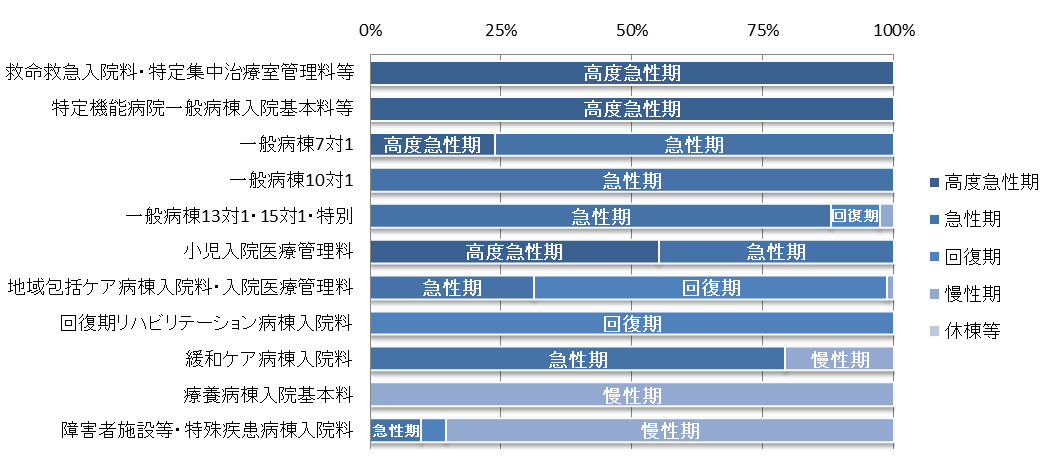 0% 25% 50% 75% 100%
救命救急入院料・特定集中治療室管理料等 高度急性期
特定機能病院一般病棟入院基本料等 高度急性期
一般病棟7対1 高度急性期 急性期
一般病棟10対1 急性期
一般病棟13対1・15対1・特別 急性期 回復期
小児入院医療管理料 高度急性期 急性期
地域包括ケア病棟入院料・入院医療管理料 急性期 回復期
回復期リハビリテーション病棟入院料 回復期
緩和ケア病棟入院料 急性期 慢性期
療養病棟入院基本料 慢性期
障害者施設等・特殊疾患病棟入院料 急性期 慢性期
高度急性期
急性期
回復期
慢性期
休棟等